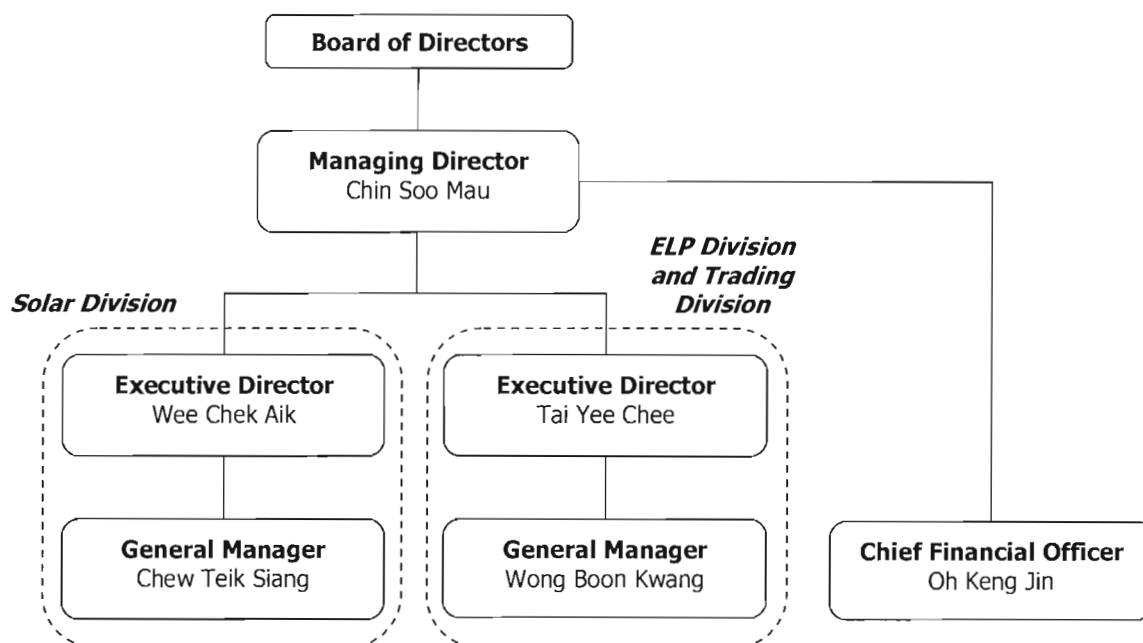 Board of Directors
Managing Director
Chin Soo Mau
ELP Division
and Trading
Division
Solar Division
Executive Director
Wee Chek Aik
Executive Director
Tai Yee Chee
General Manager
Chew Teik Siang
General Manager
Wong Boon Kwang
Chief Financial Officer
Oh Keng Jin